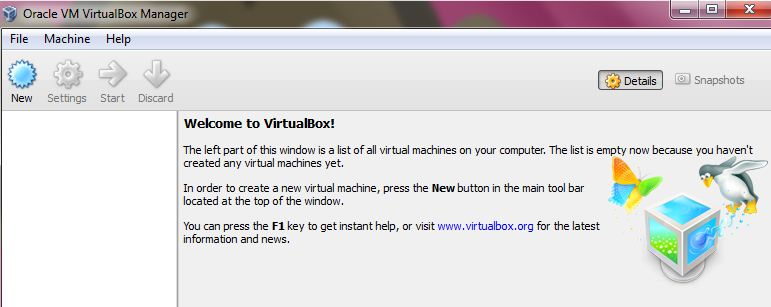 Oracle VM VirtualBox Manager
File Machine Help
New Settings Start Discard
Details Snapshots
Welcome to VirtualBox!
The left part of this window is a list of all virtual machines on your computer. The list is empty now because you haven't
created any virtual machines yet.
In order to create a new virtual machine, press the New button in the main tool bar
located at the top of the window.
You can press the F1 key to get instant help, or visit www.virtualbox.org for the latest
information and news.